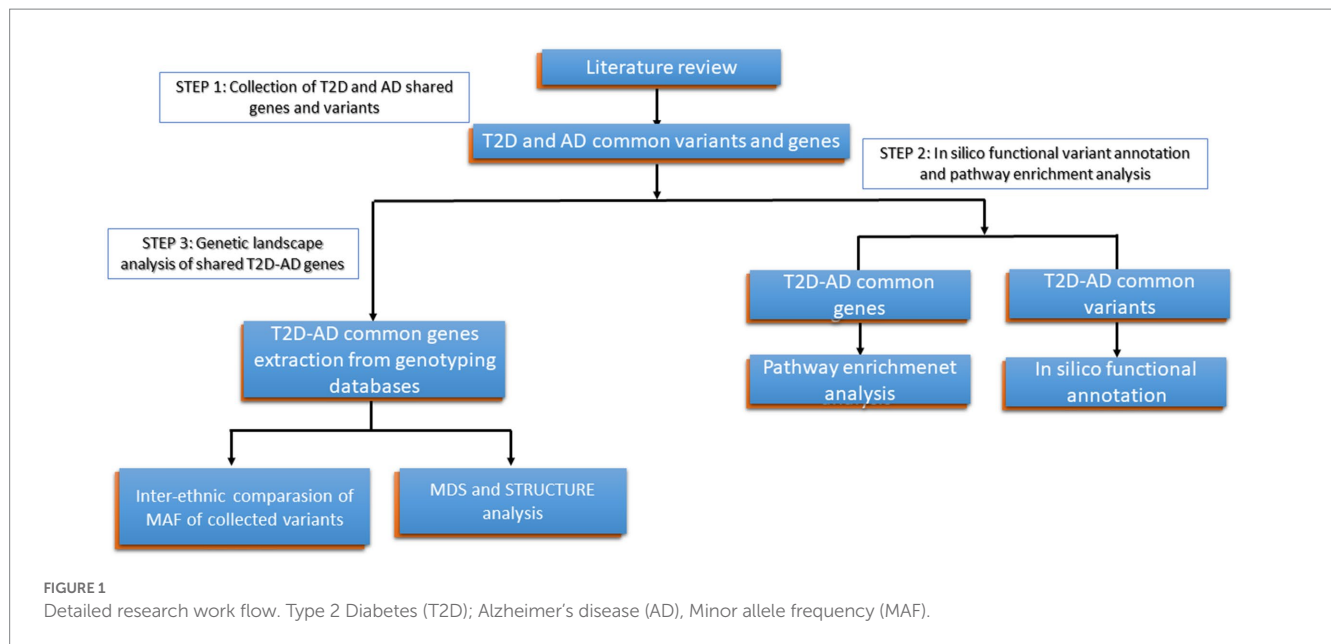 Literature review
STEP 1: Collection of T2D and AD shared
genes and variants
T2D and AD common variants and genes
STEP 2: In silico functional variant annotation
and pathway enrichment analysis
STEP 3: Genetic landscape
analysis of shared T2D-AD genes
T2D-AD common
genes
T2D-AD common
variants
T2D-AD common genes
extraction from genotyping
databases
Pathway enrichmenet
analysis
In silico functional
annotation
Inter-ethnic comparasion of
MAF of collected variants
MDS and STRUCTURE
analysis
FIGURE 1
Detailed research work flow. Type 2 Diabetes (T2D); Alzheimer's disease (AD), Minor allele frequency (MAF).